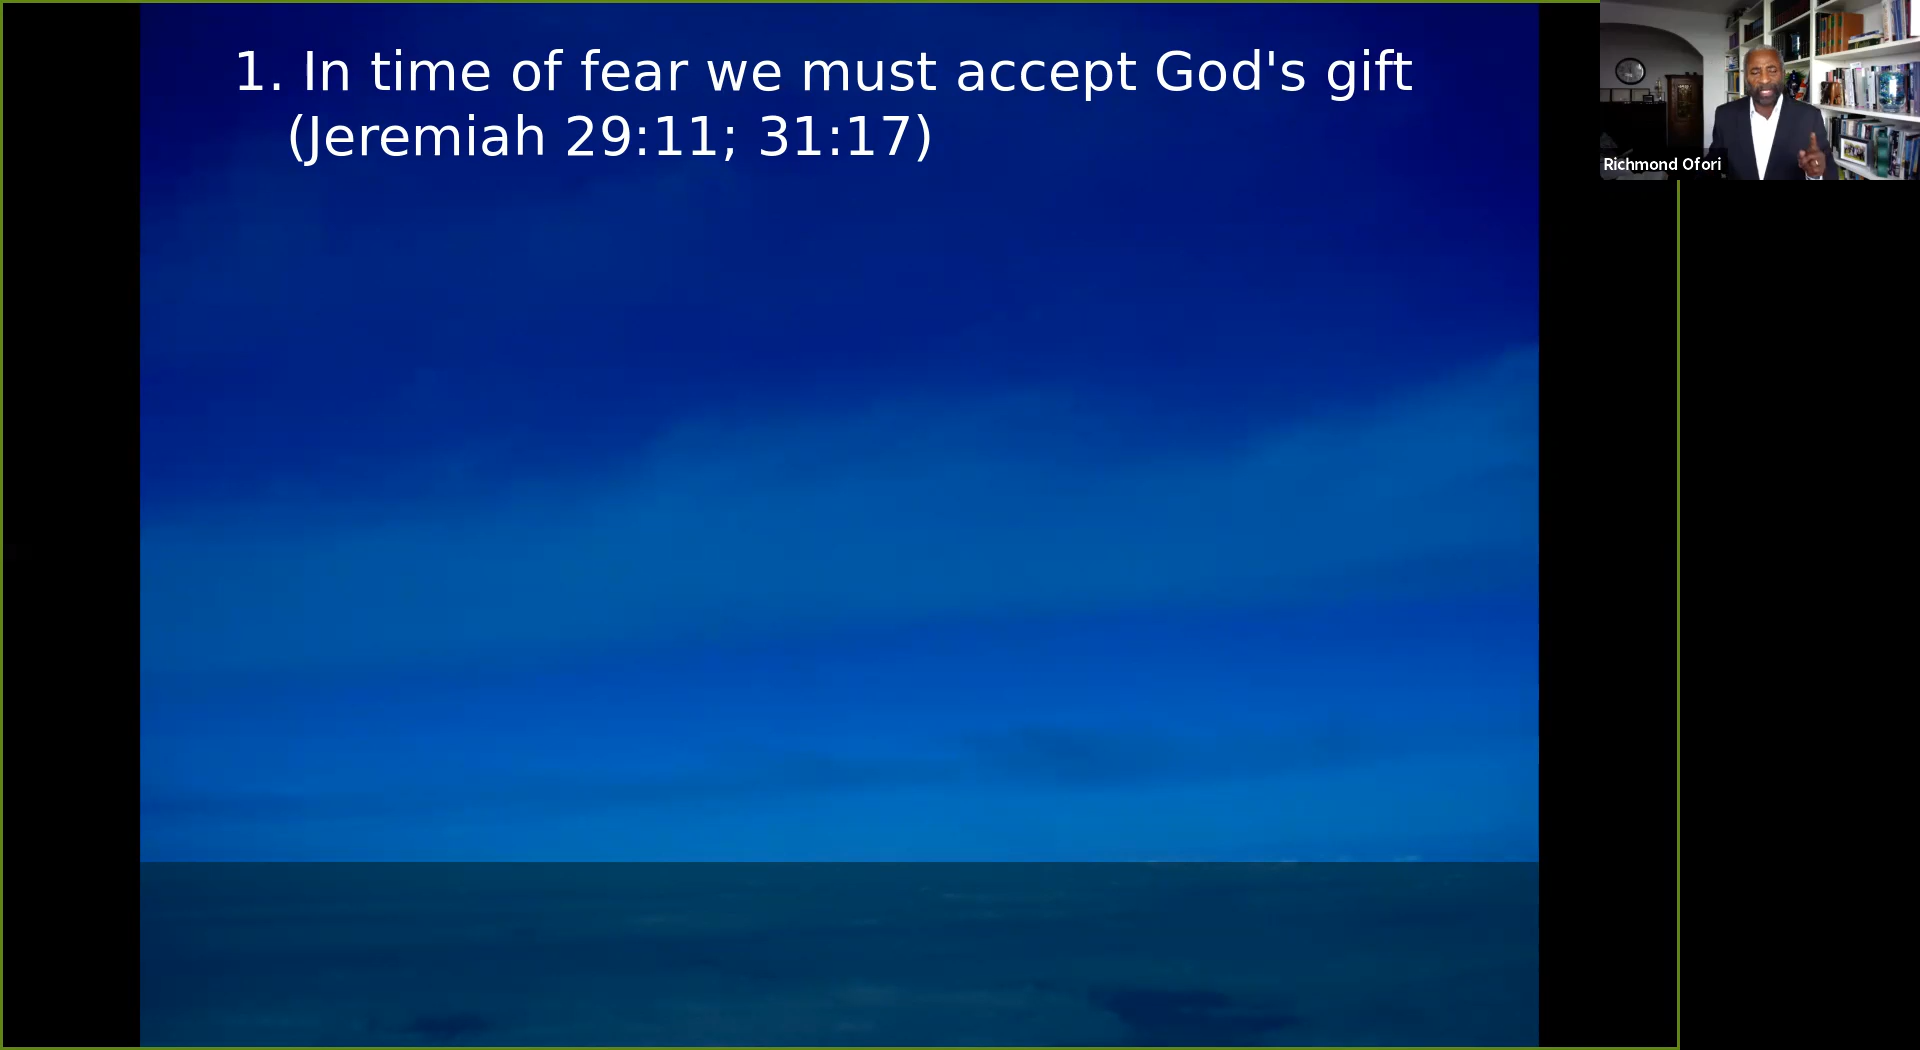 1. In time of fear we must accept God's gift
(Jeremiah 29:11; 31:17)
Richmond Ofori